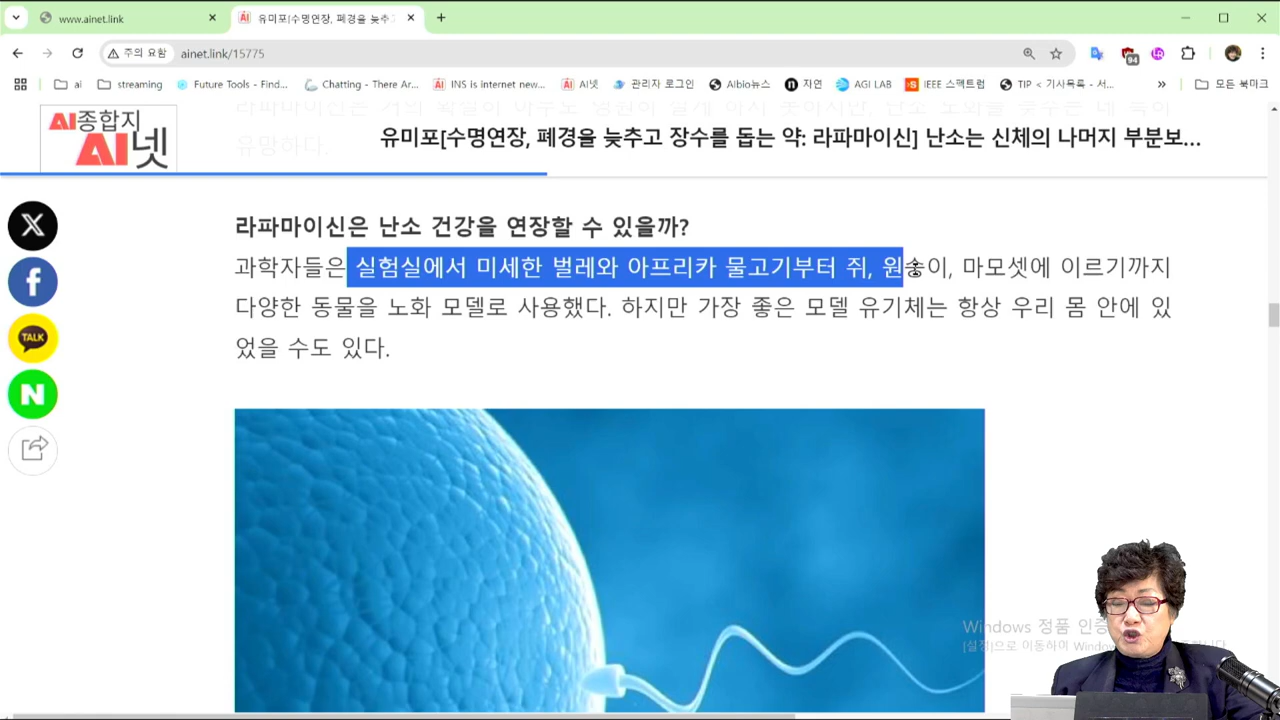 www.ainet.link
유미포[수명연장, 폐경을 늦추
주의 요함
ainet.link/15775
94
ai
streaming
Future Tools - Find...
Chatting - There Ar...
INS is internet new...
AI넷
관리자 로그인
Aibio뉴스
자연
AGI LAB
IEEE 스펙트럼
TIP < 기사목록 - 서...
»
모든 북마크
AI종합지
AI넷
유망하다.
유미포[수명연장, 폐경을 늦추고 장수를 돕는 약: 라파마이신] 난소는 신체의 나머지 부분보...
라파마이신은 난소 건강을 연장할 수 있을까?
과학자들은 실험실에서 미세한 벌레와 아프리카 물고기부터 쥐, 원숭이, 마모셋에 이르기까지
다양한 동물을 노화 모델로 사용했다. 하지만 가장 좋은 모델 유기체는 항상 우리 몸 안에 있
었을 수도 있다.
X
f
TALK
N
Windows 정품 인증
[설정]으로 이동하여